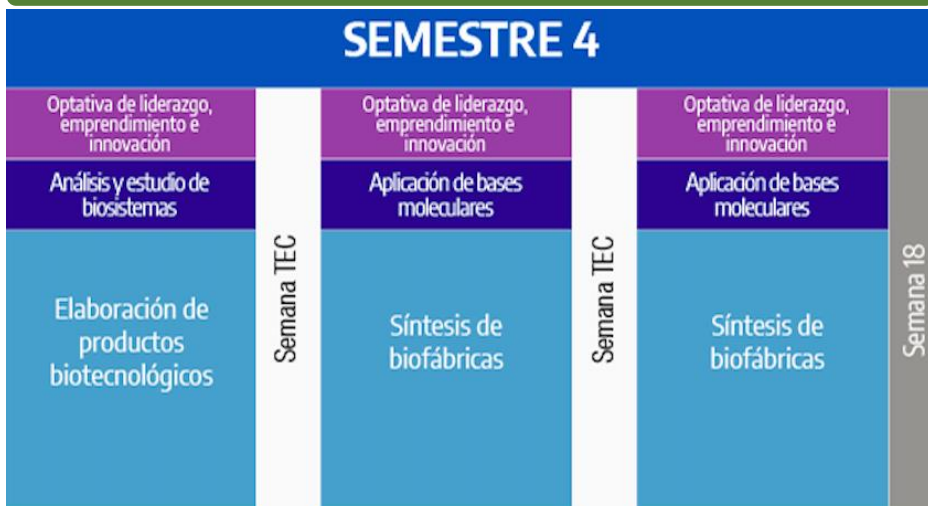 SEMESTRE 4
Optativa de liderazgo,
emprendimiento e
innovación
Análisis y estudio de
biosistemas
Elaboración de
productos
biotecnológicos
Semana TEC
Optativa de liderazgo,
emprendimiento e
innovación
Aplicación de bases
moleculares
Síntesis de
biofábricas
Semana TEC
Optativa de liderazgo,
emprendimiento e
innovación
Aplicación de bases
moleculares
Síntesis de
biofábricas
Semana 18